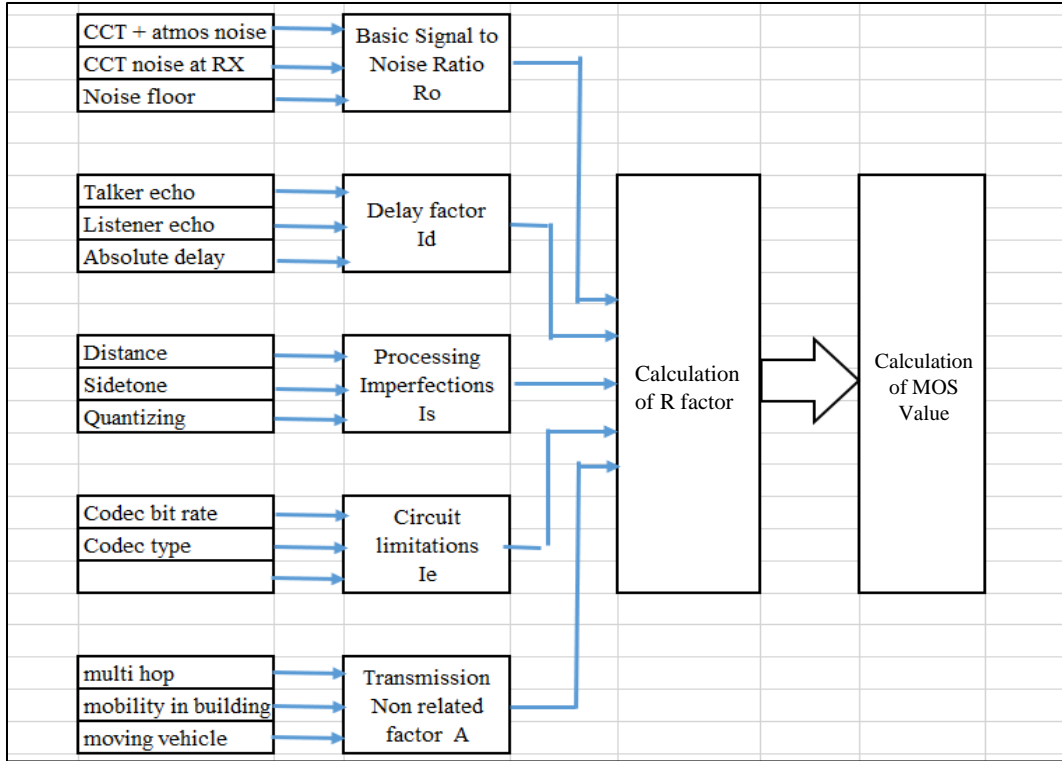 CCT + atmos noise
CCT noise at RX
Noise floor
Basic Signal to
Noise Ratio
Ro
Talker echo
Listener echo
Absolute delay
Delay factor
Id
Distance
Sidetone
Quantizing
Processing
Imperfections
Is
Codec bit rate
Codec type
Circuit
limitations
Ie
multi hop
mobility in building
moving vehicle
Transmission
Non related
factor A
Calculation
of R factor
Calculation
of MOS
Value